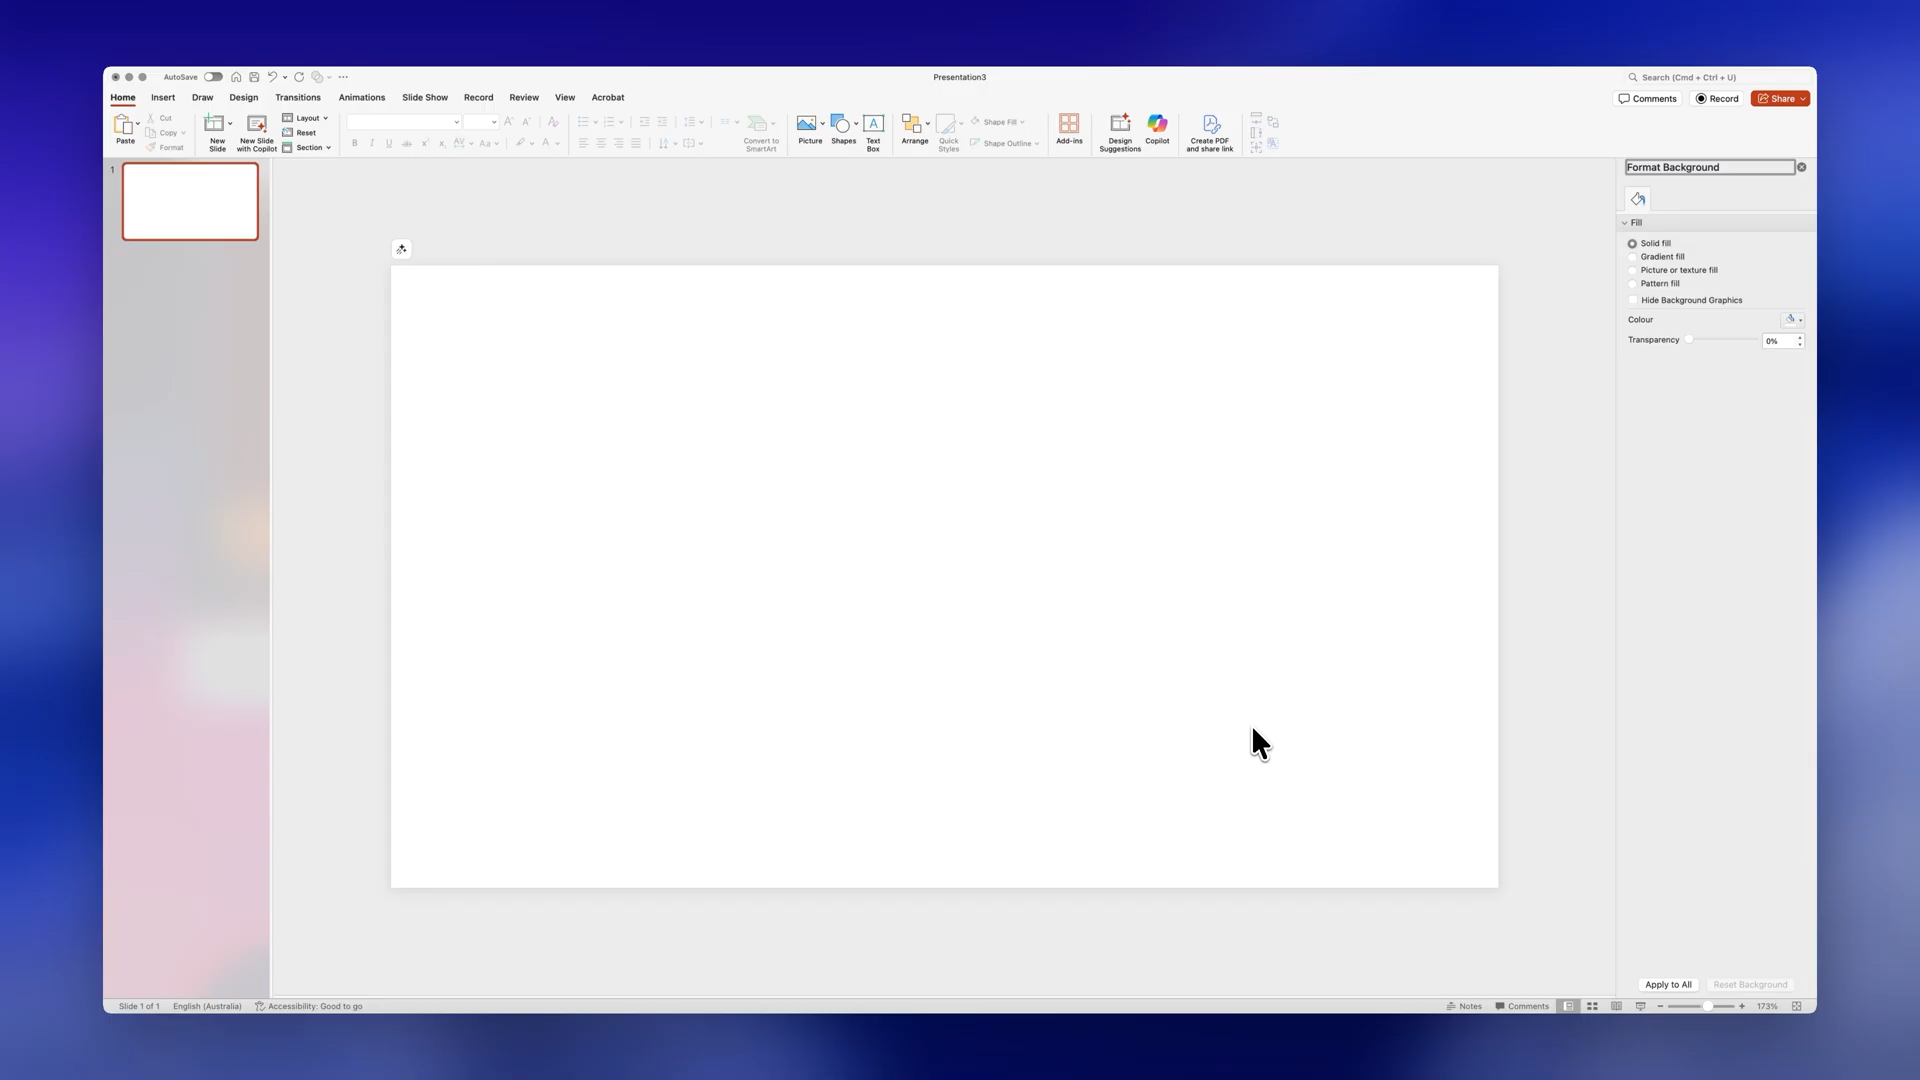 AutoSave
Presentation3
Search (Cmd + Ctrl + U)
Home Insert Draw Design Transitions Animations Slide Show Record Review View Acrobat
Comments Record Share
Paste
Cut
Copy
Format
New Slide
New Slide with Copilot
Layout
Reset
Section
Convert to SmartArt
Picture
Shapes
Text Box
Arrange
Quick Styles
Shape Fill
Shape Outline
Add-ins
Design Suggestions
Copilot
Create PDF and share link
1
Format Background
Fill
Solid fill
Gradient fill
Picture or texture fill
Pattern fill
Hide Background Graphics
Colour
Transparency 0%
Apply to All Reset Background
Slide 1 of 1 English (Australia) Accessibility: Good to go
Notes Comments 173%